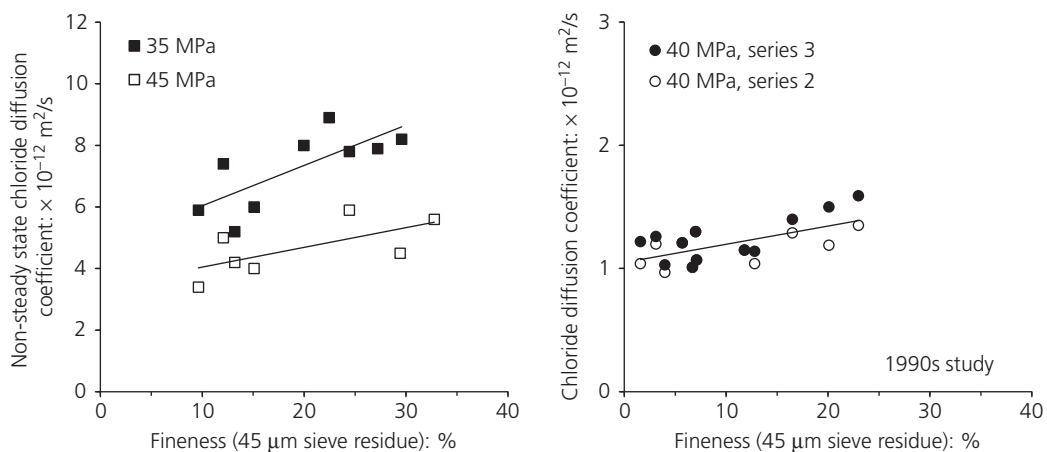 Non-steady state chloride diffusion
coefficient: × 10⁻¹² m²/s
12
10
8
6
4
2
0
35 MPa
45 MPa
0
10
20
30
40
Fineness (45 µm sieve residue): %
Chloride diffusion coefficient: × 10⁻¹² m²/s
3
2
1
0
40 MPa, series 3
40 MPa, series 2
1990s study
0
10
20
30
40
Fineness (45 µm sieve residue): %